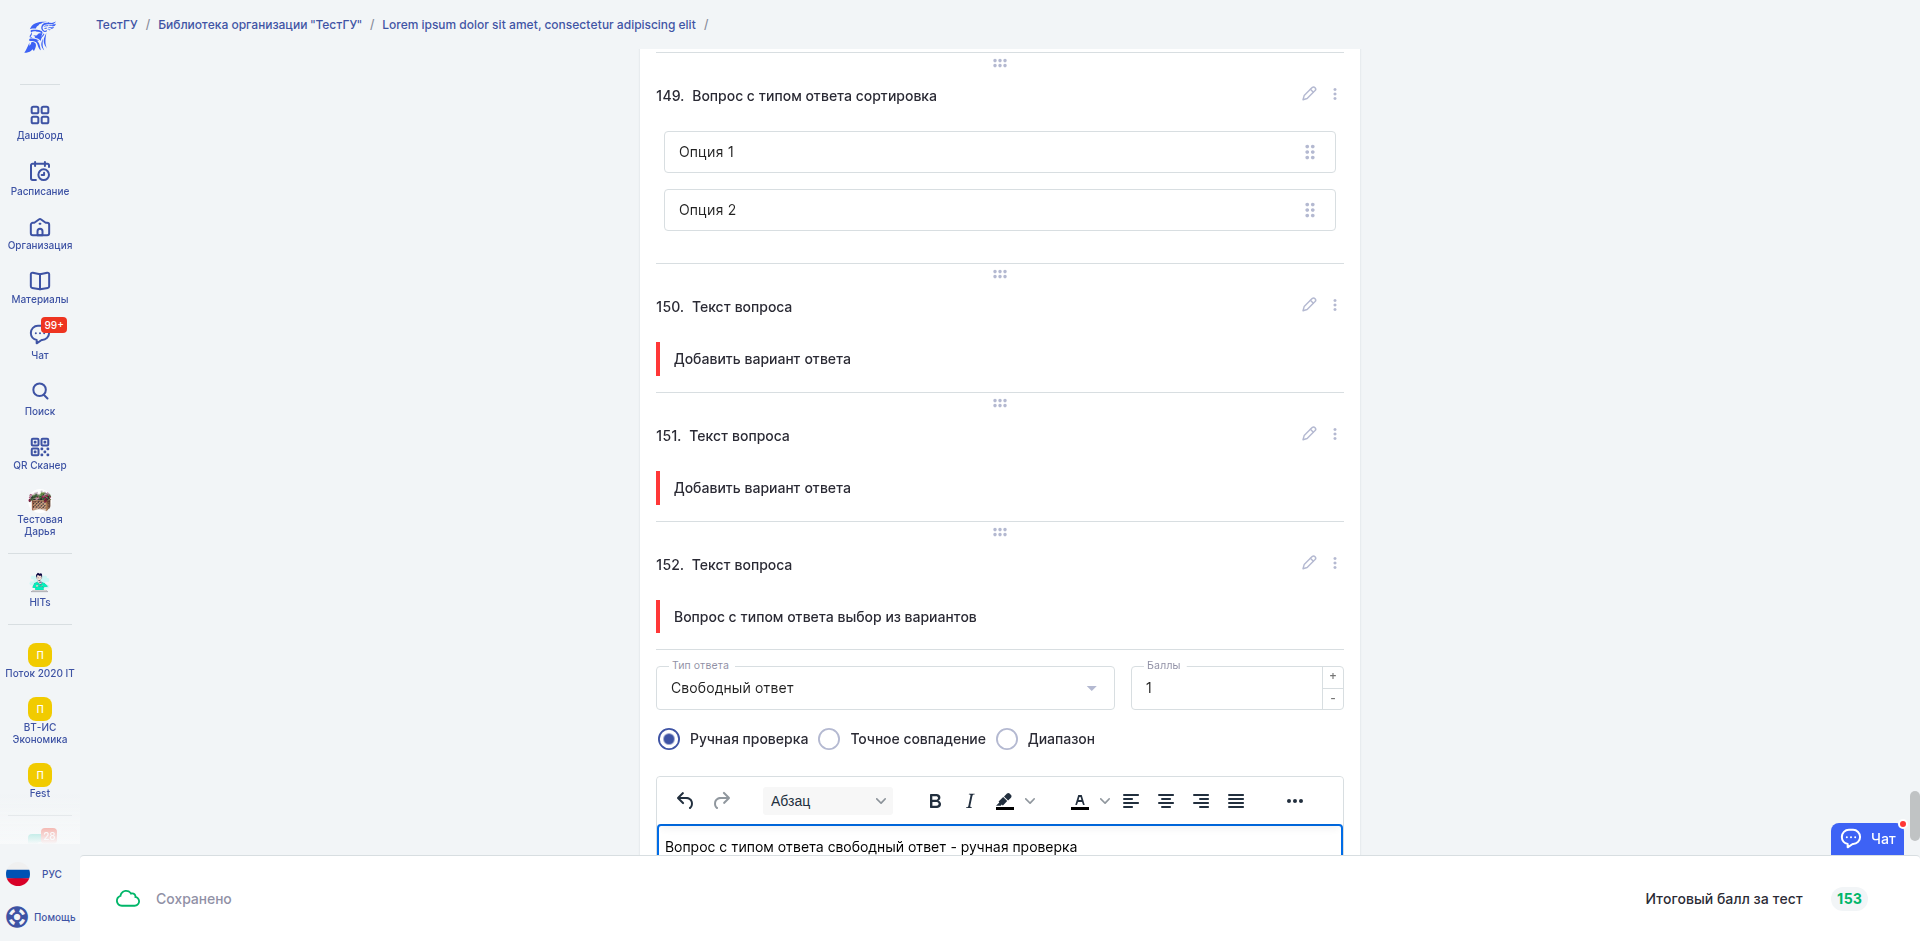 ТестГУ / Библиотека организации "ТестГУ" / Lorem ipsum dolor sit amet, consectetur adipiscing elit /
Дашборд
Расписание
Организация
Материалы
99+
Чат
Поиск
QR Сканер
Тестовая
Дарья
HITs
П
Поток 2020 IT
П
ВТ-ИС
Экономика
П
Fest
28
РУС
Помощь
149. Вопрос с типом ответа сортировка
Опция 1
Опция 2
150. Текст вопроса
Добавить вариант ответа
151. Текст вопроса
Добавить вариант ответа
152. Текст вопроса
Вопрос с типом ответа выбор из вариантов
Тип ответа
Свободный ответ
Баллы
1
+
-
Ручная проверка Точное совпадение Диапазон
Абзац B I A
Вопрос с типом ответа свободный ответ - ручная проверка
Чат
Сохранено
Итоговый балл за тест 153